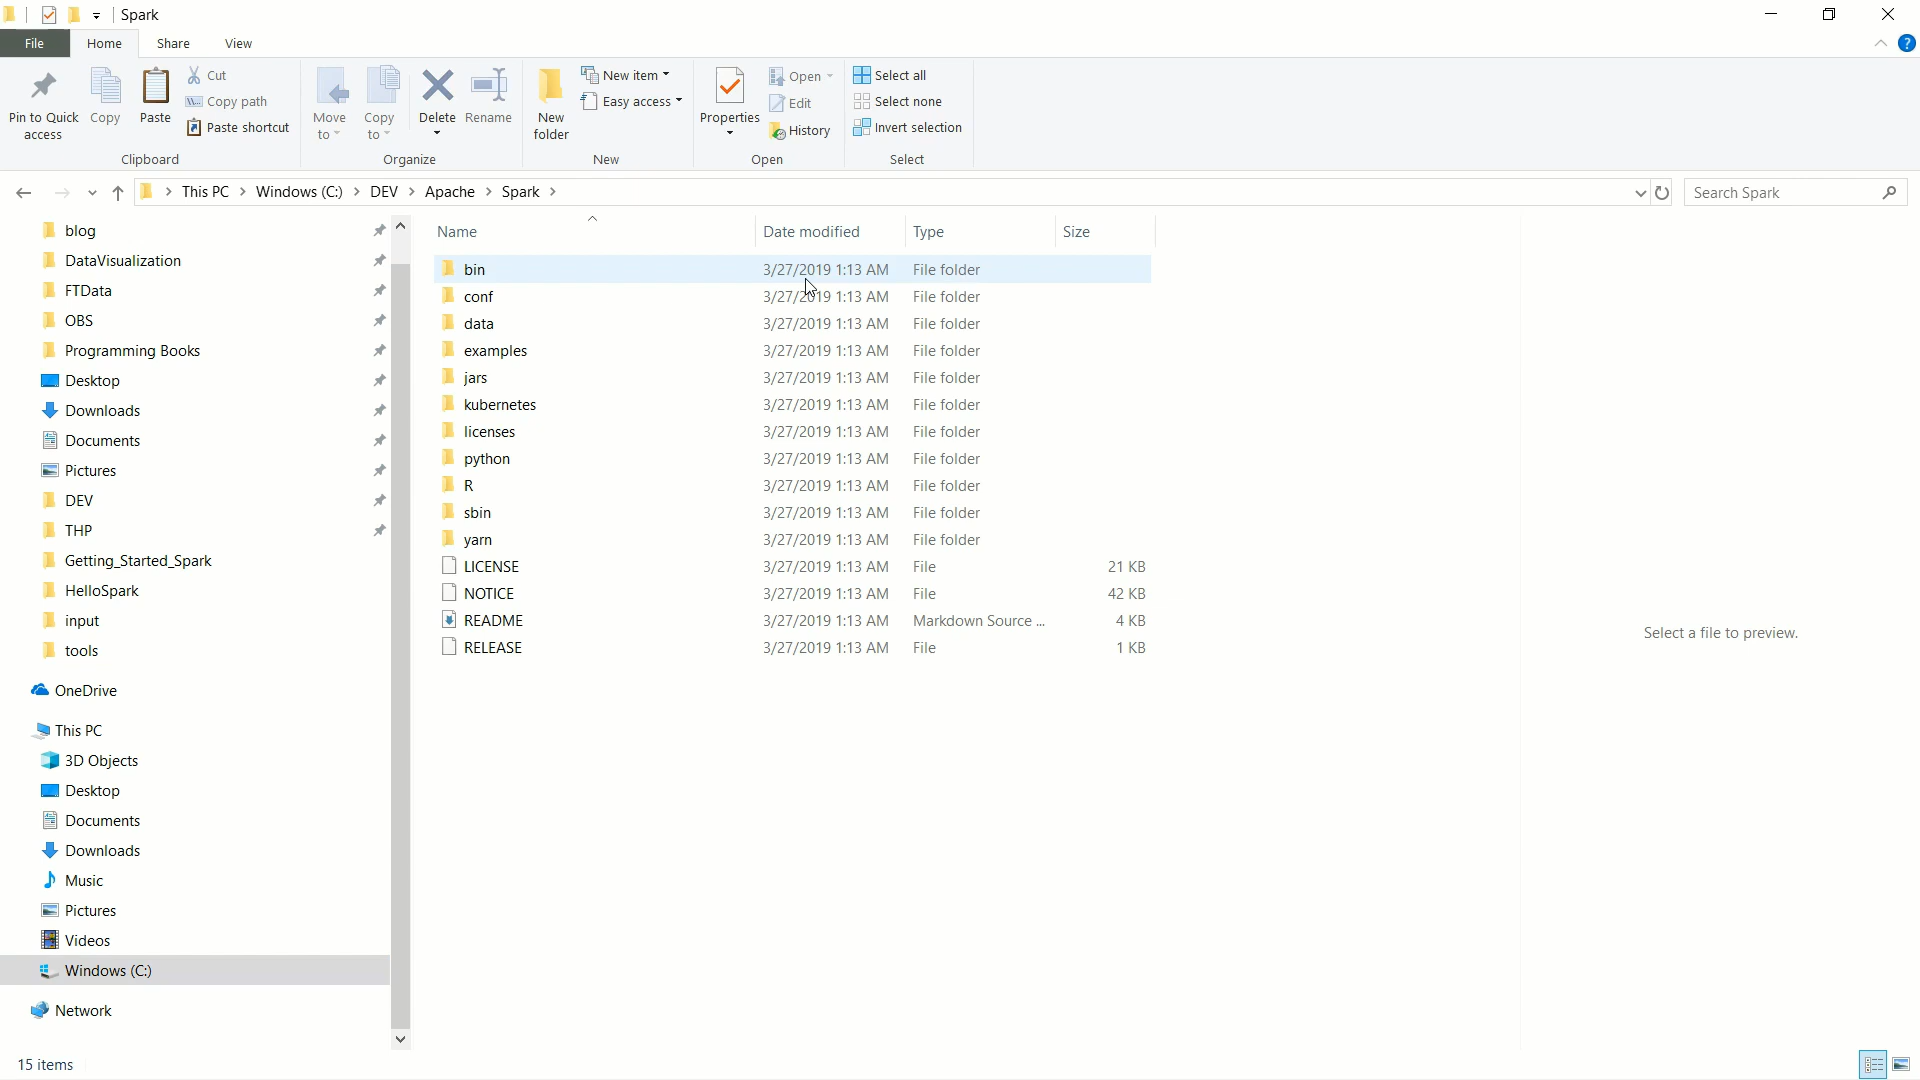 Spark
File Home Share View
Pin to Quick access
Copy
Paste
Cut
Copy path
Paste shortcut
Clipboard
Move to
Copy to
Delete
Rename
Organize
New folder
New item
Easy access
New
Properties
Open
Edit
History
Open
Select all
Select none
Invert selection
Select
This PC Windows (C:) DEV Apache Spark
Search Spark
blog
DataVisualization
FTData
OBS
Programming Books
Desktop
Downloads
Documents
Pictures
DEV
THP
Getting_Started_Spark
HelloSpark
input
tools
OneDrive
This PC
3D Objects
Desktop
Documents
Downloads
Music
Pictures
Videos
Windows (C:)
Network
Name Date modified Type Size
bin 3/27/2019 1:13 AM File folder
conf 3/27/2019 1:13 AM File folder
data 3/27/2019 1:13 AM File folder
examples 3/27/2019 1:13 AM File folder
jars 3/27/2019 1:13 AM File folder
kubernetes 3/27/2019 1:13 AM File folder
licenses 3/27/2019 1:13 AM File folder
python 3/27/2019 1:13 AM File folder
R 3/27/2019 1:13 AM File folder
sbin 3/27/2019 1:13 AM File folder
yarn 3/27/2019 1:13 AM File folder
LICENSE 3/27/2019 1:13 AM File 21 KB
NOTICE 3/27/2019 1:13 AM File 42 KB
README 3/27/2019 1:13 AM Markdown Source ... 4 KB
RELEASE 3/27/2019 1:13 AM File 1 KB
Select a file to preview.
15 items